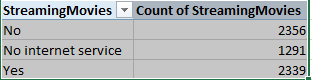 StreamingMovies Count of StreamingMovies
No 2356
No internet service 1291
Yes 2339